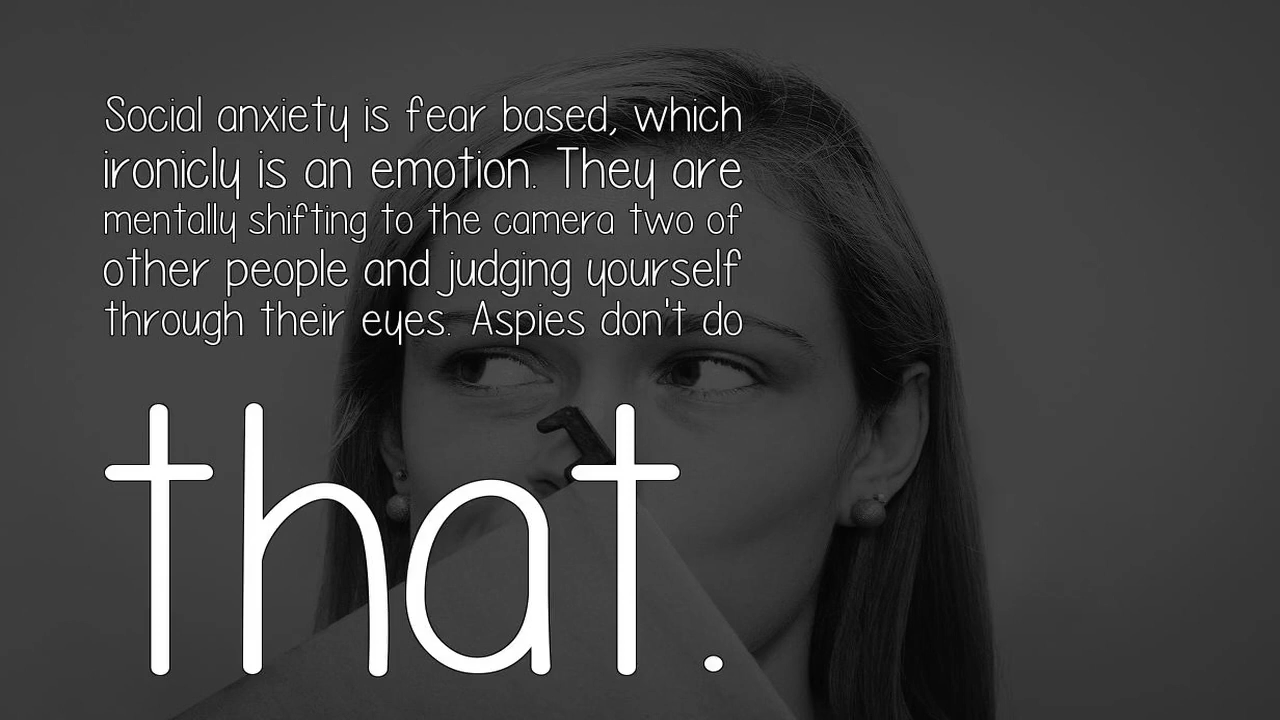 Social anxiety is fear based, which
ironicly is an emotion. They are
mentally shifting to the camera two of
other people and judging yourself
through their eyes. Aspies don't do
that.